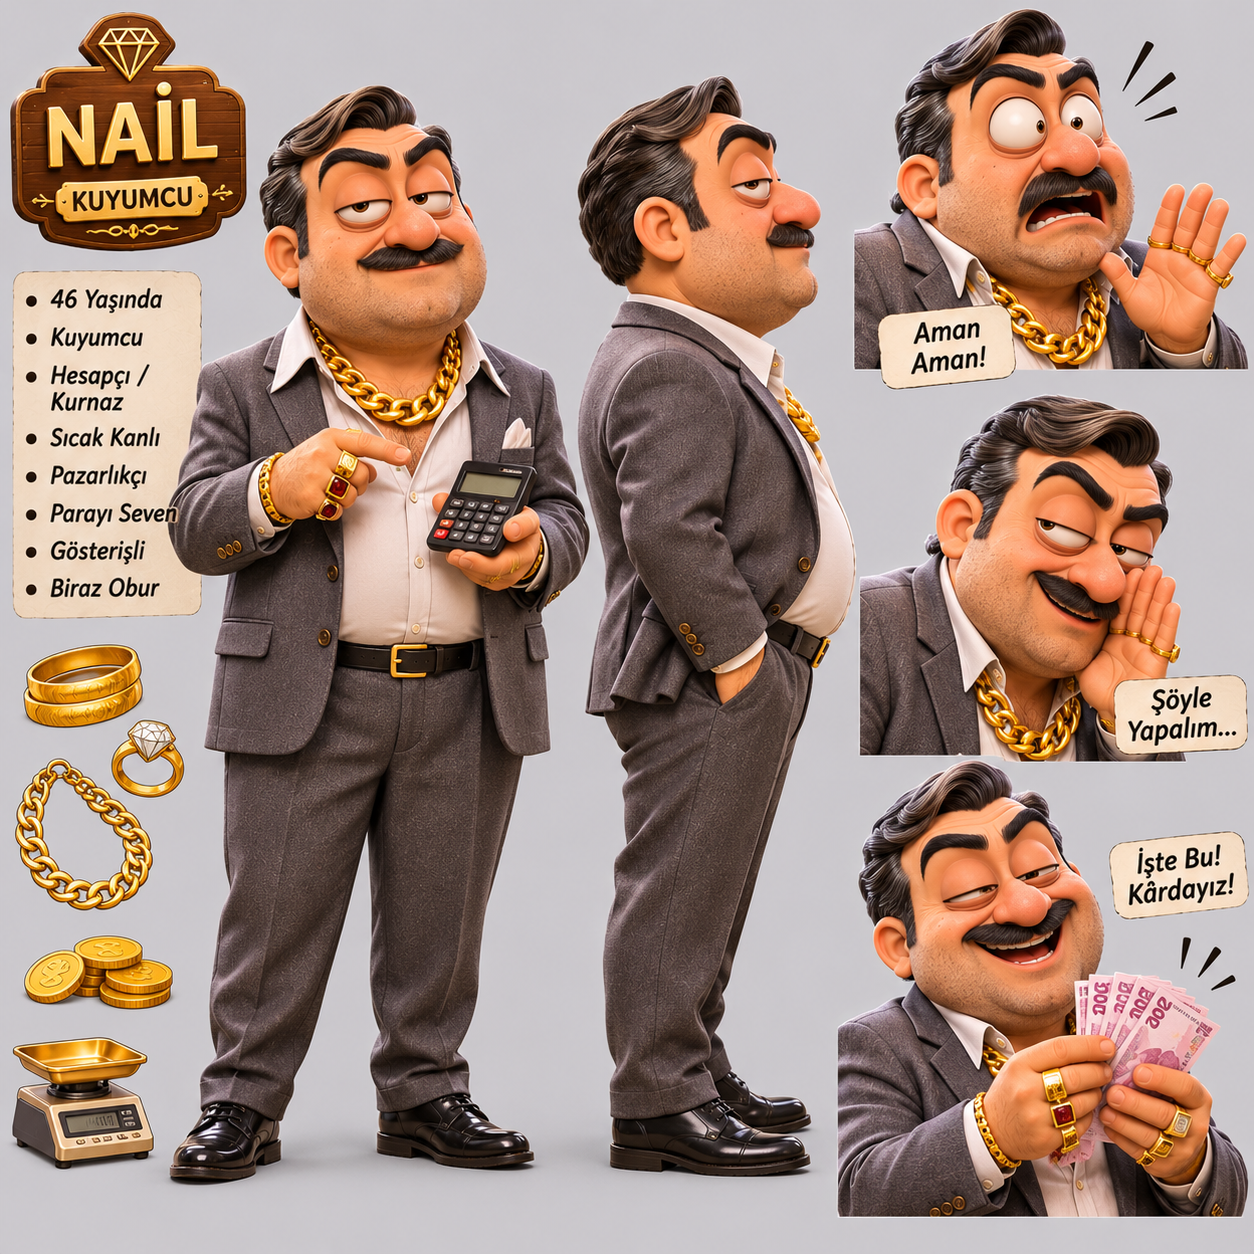 NAİL
KUYUMCU
46 Yaşında
Kuyumcu
Hesapçı /
Kurnaz
Sıcak Kanlı
Pazarlıkçı
Parayı Seven
Gösterişli
Biraz Obur
Aman
Aman!
Şöyle
Yapalım...
İşte Bu!
Kârdayız!
200